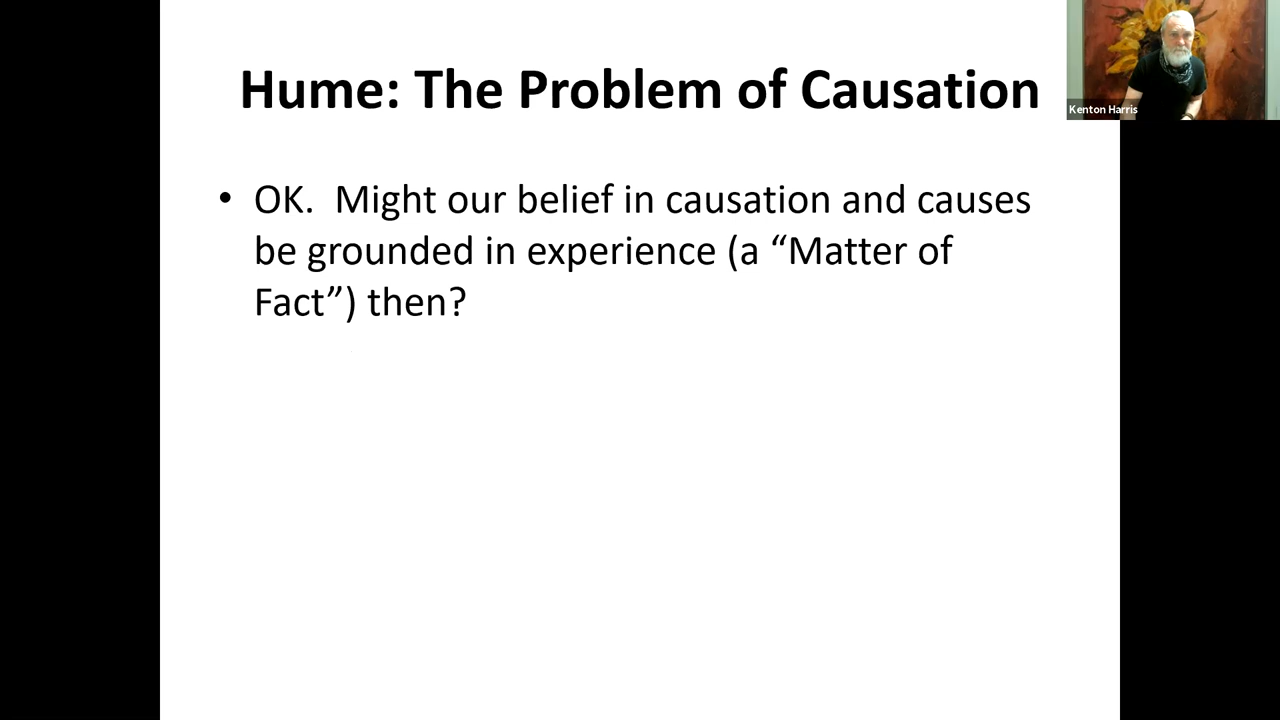 Hume: The Problem of Causation
Kenton Harris
• OK.  Might our belief in causation and causes
be grounded in experience (a “Matter of
Fact”) then?